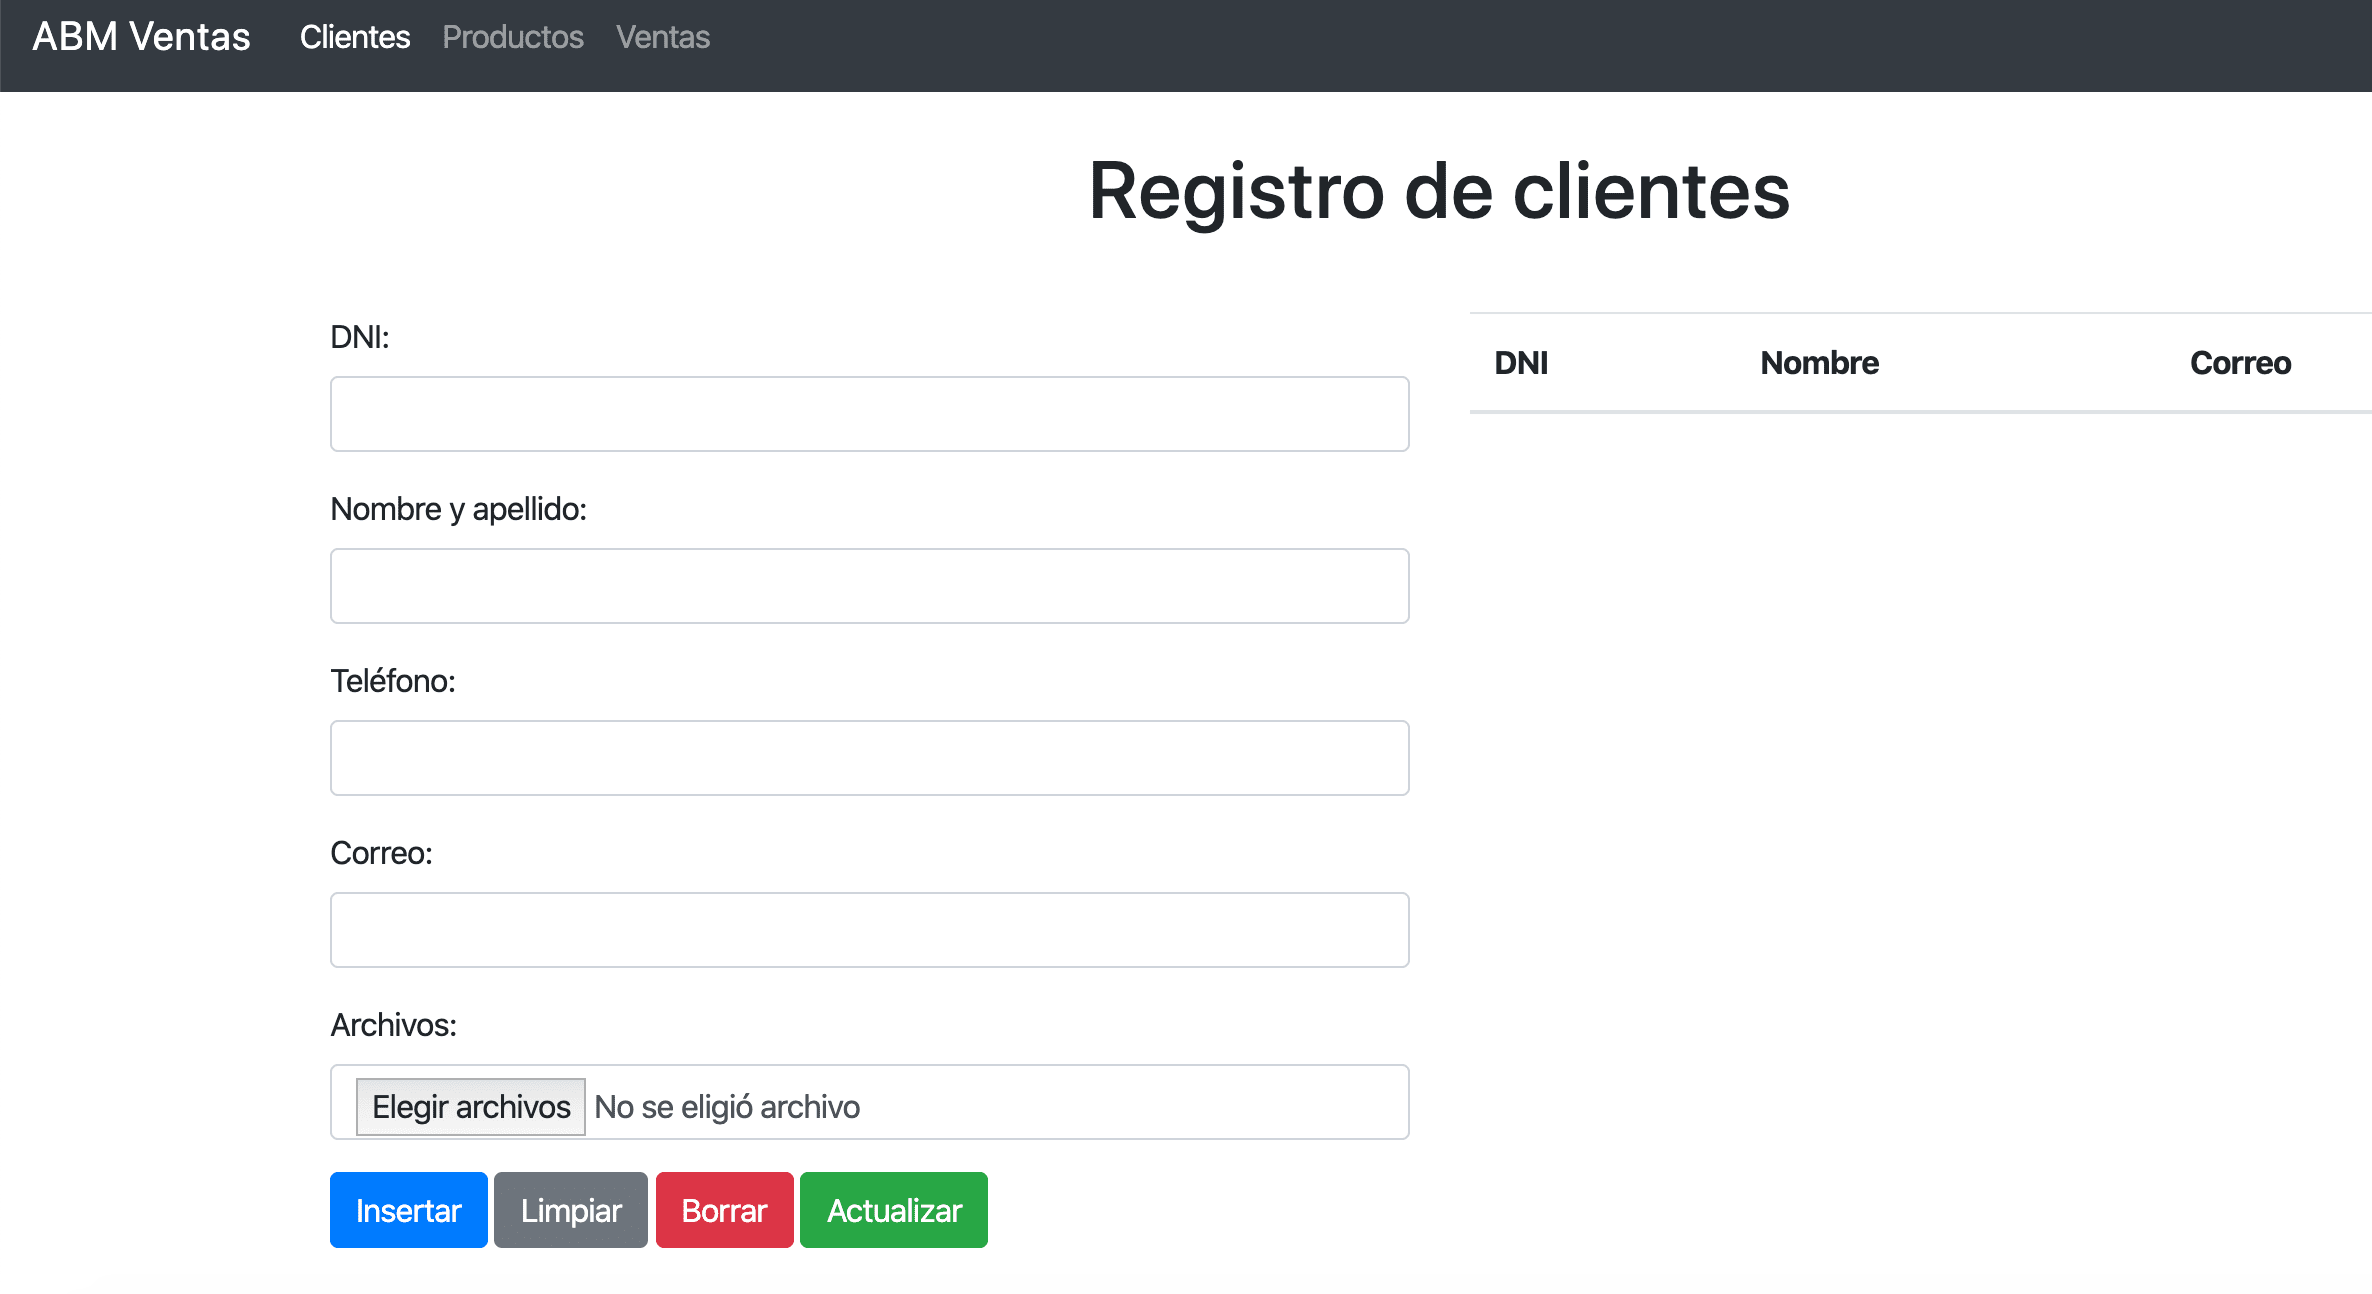 ABM Ventas Clientes Productos Ventas
Registro de clientes
DNI:
Nombre y apellido:
Teléfono:
Correo:
Archivos:
Elegir archivos No se eligió archivo
Insertar Limpiar Borrar Actualizar
DNI Nombre Correo